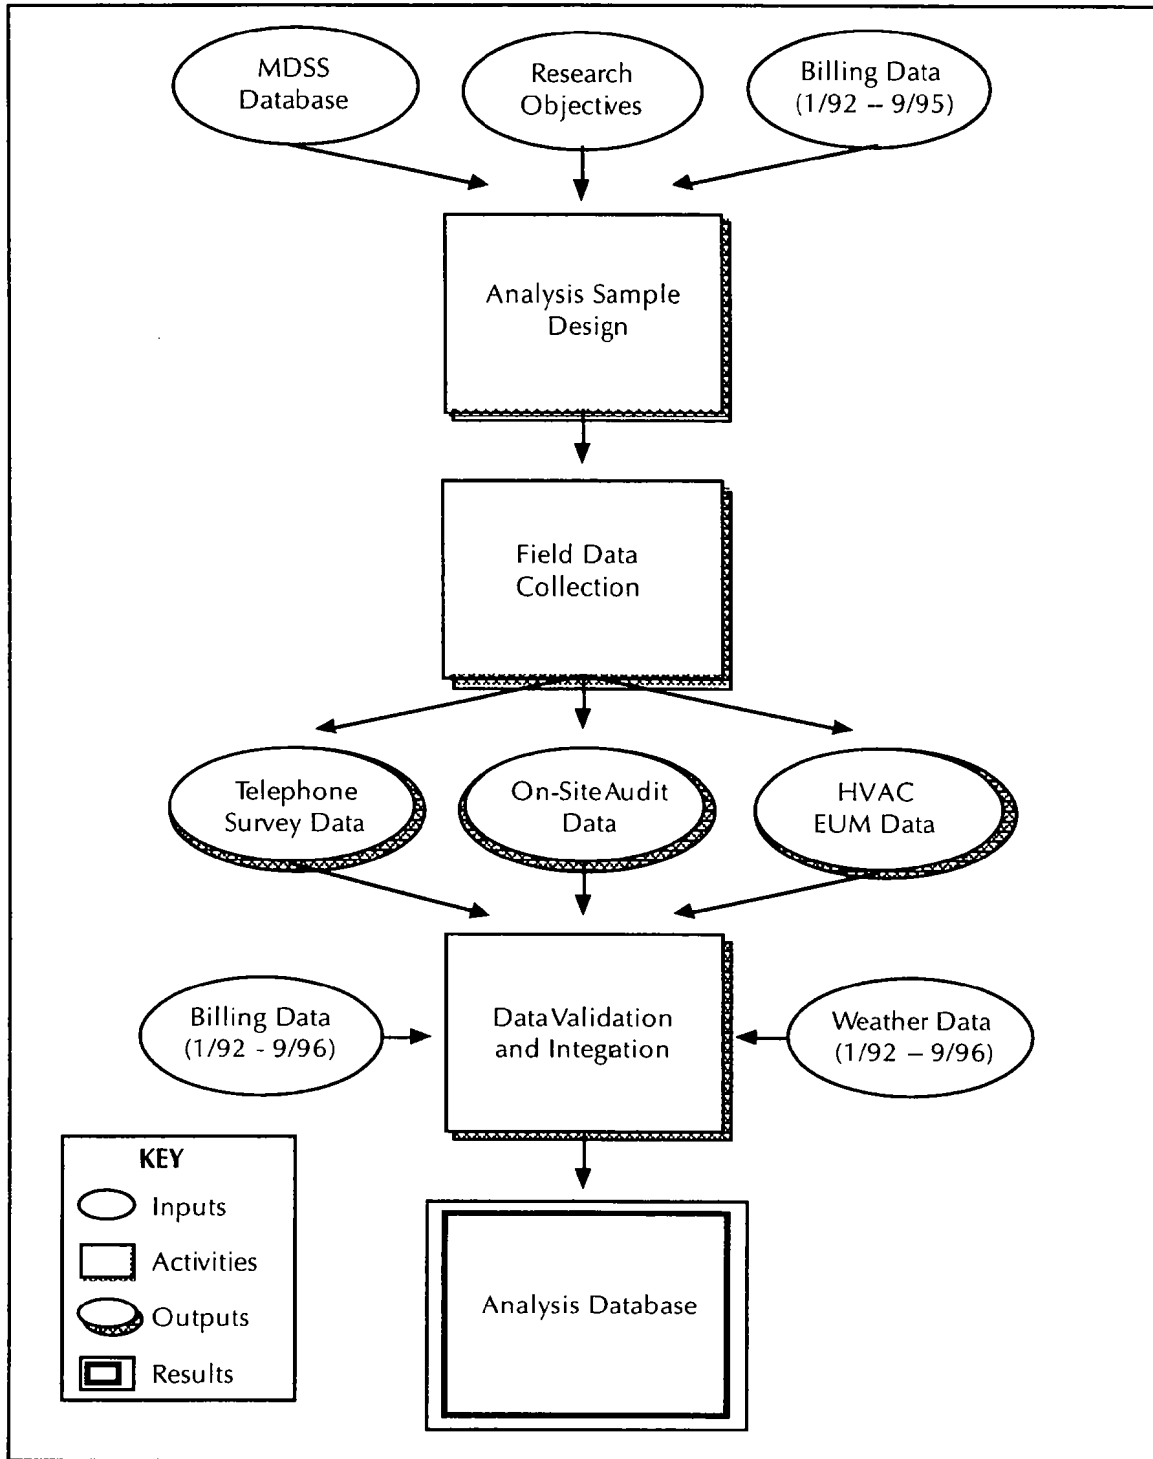 MDSS
Database
Research
Objectives
Billing Data
(1/92 – 9/95)
Analysis Sample
Design
Field Data
Collection
Telephone
Survey Data
On-Site Audit
Data
HVAC
EUM Data
Billing Data
(1/92 - 9/96)
Data Validation
and Integration
Weather Data
(1/92 – 9/96)
KEY
Inputs
Activities
Outputs
Results
Analysis Database